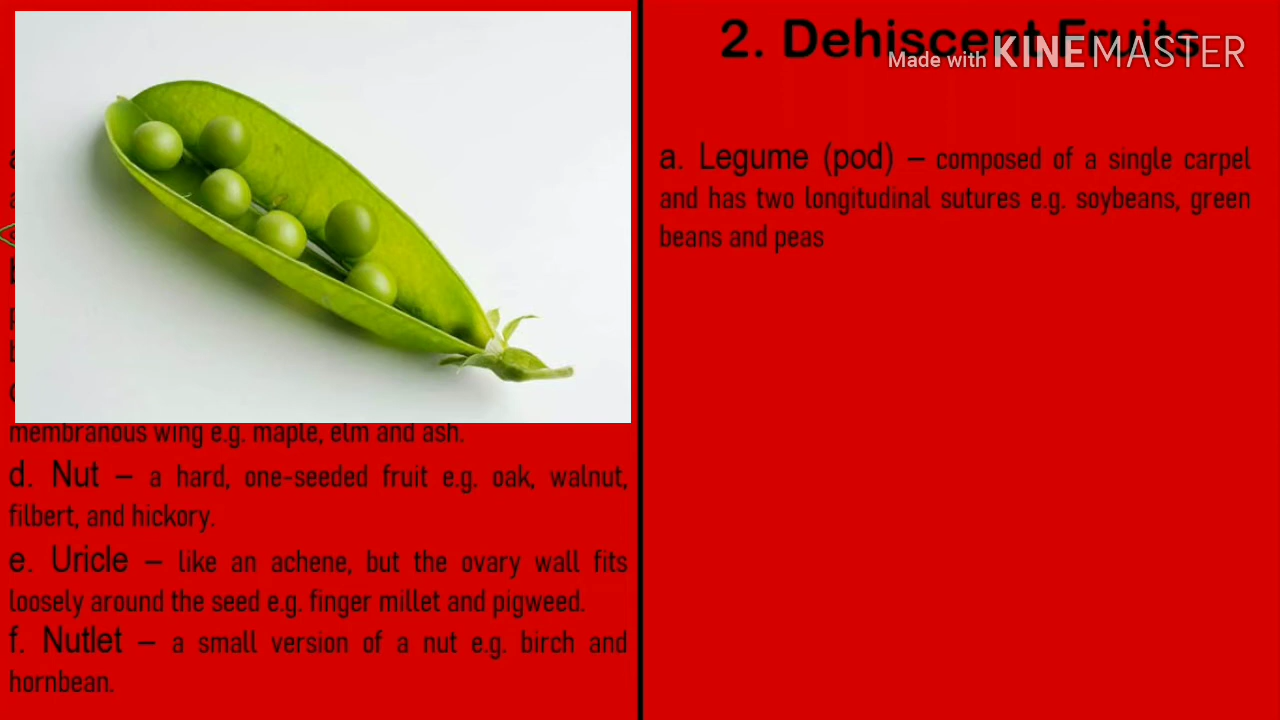 membranous wing e.g. maple, elm and ash.
d. Nut – a hard, one-seeded fruit e.g. oak, walnut,
filbert, and hickory.
e. Uricle – like an achene, but the ovary wall fits
loosely around the seed e.g. finger millet and pigweed.
f. Nutlet – a small version of a nut e.g. birch and
hornbean.
2. Dehiscent Fruits
Made with KINEMASTER
a. Legume (pod) – composed of a single carpel
and has two longitudinal sutures e.g. soybeans, green
beans and peas